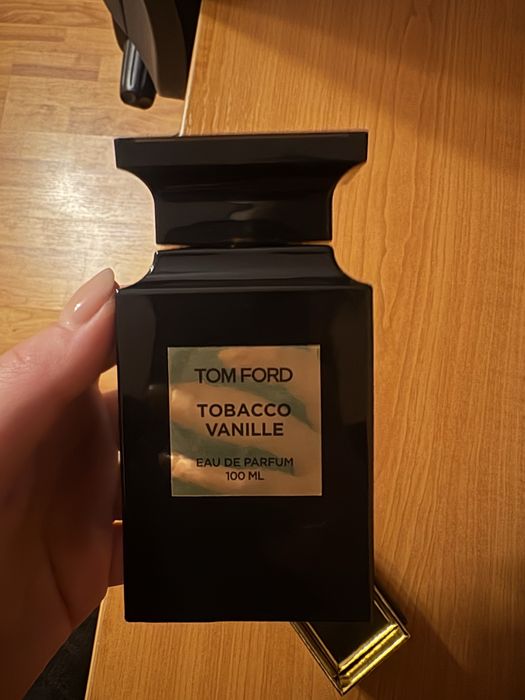 TOM FORD
TOBACCO
VANILLE
EAU DE PARFUM
100 ML